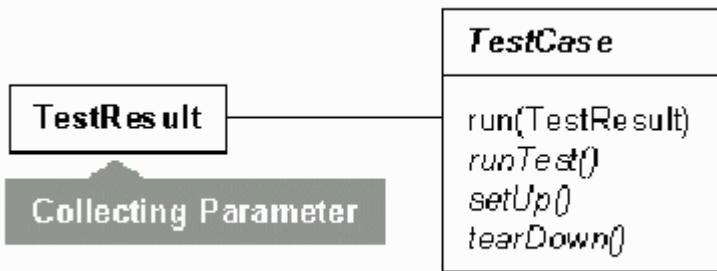 TestResult
Collecting Parameter
TestCase
run(TestResult)
runTest()
setUp()
tearDown()